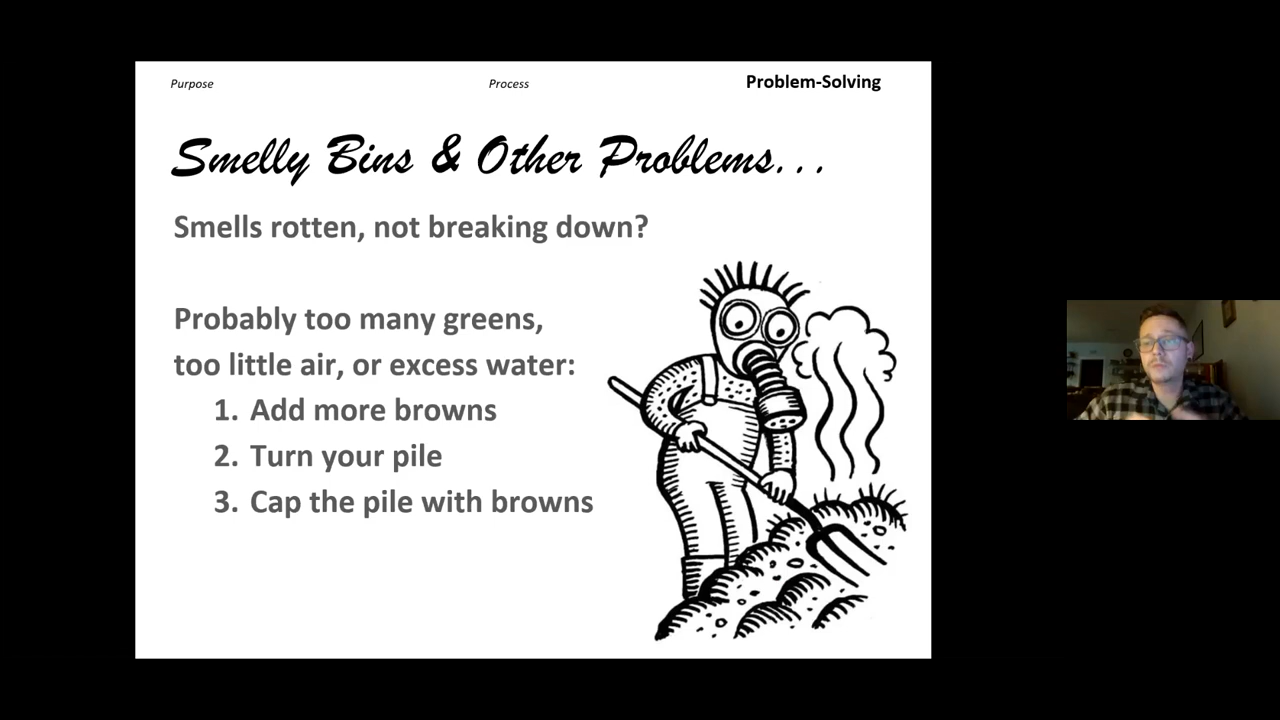 Purpose
Process
Problem-Solving
Smelly Bins & Other Problems...
Smells rotten, not breaking down?
Probably too many greens,
too little air, or excess water:
1. Add more browns
2. Turn your pile
3. Cap the pile with browns